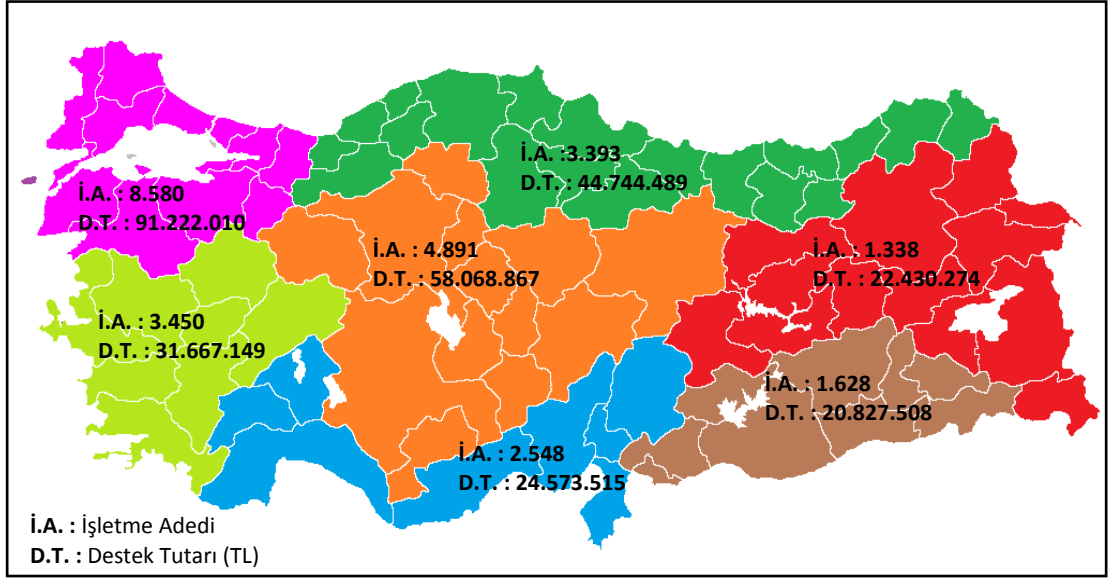 İ.A. :3.393
D.T. : 44.744.489
İ.A. : 8.580
D.T. : 91.222.010
İ.A. : 4.891
D.T. : 58.068.867
İ.A. : 1.338
D.T. : 22.430.274
İ.A. : 3.450
D.T. : 31.667.149
İ.A. : 1.628
D.T. : 20.827.508
İ.A. : 2.548
D.T. : 24.573.515
İ.A. : İşletme Adedi
D.T. : Destek Tutarı (TL)